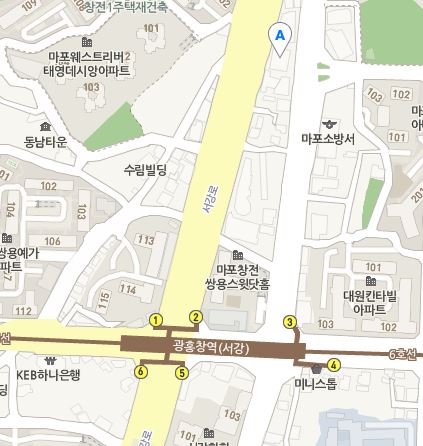 창전1주택재건축
A
103
마포웨스트리버
태영데시앙아파트
104
102
103
동남타운
수림빌딩
마포소방서
103
101
102
서강로
102
103
104
106
107
쌍용예가
파트
113
114
115
마포창전
쌍용스윗닷홈
101
102
대원칸타빌
아파트
1
2
3
광흥창역(서강)
6호선
4
5
6
KEB하나은행
미니스톱